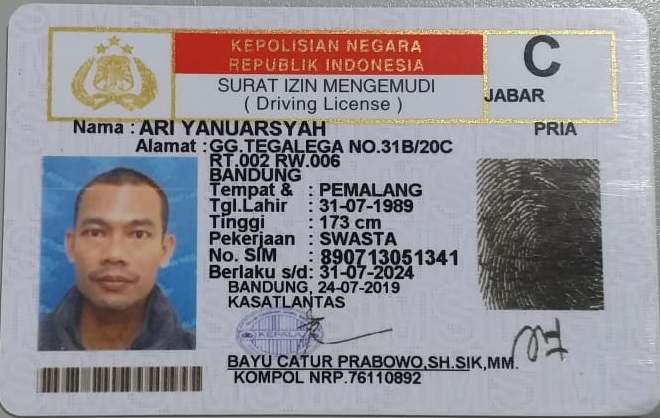 KEPOLISIAN NEGARA
REPUBLIK INDONESIA
SURAT IZIN MENGEMUDI
( Driving License )
C
JABAR
Nama : ARI YANUARSYAH PRIA
Alamat : GG.TEGALEGA NO.31B/20C
RT.002 RW.006
BANDUNG
Tempat & : PEMALANG
Tgl.Lahir : 31-07-1989
Tinggi : 173 cm
Pekerjaan : SWASTA
No. SIM : 890713051341
Berlaku s/d: 31-07-2024
BANDUNG, 24-07-2019
KASATLANTAS
KEPALA
BAYU CATUR PRABOWO,SH.SIK,MM.
KOMPOL NRP.76110892